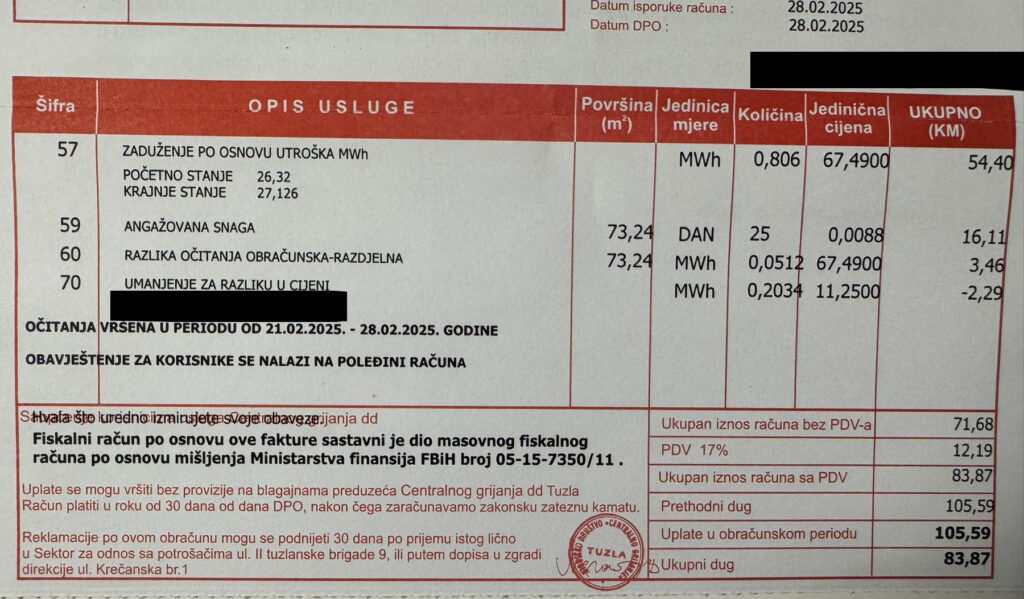 Datum isporuke računa : 28.02.2025
Datum DPO : 28.02.2025
Šifra OPIS USLUGE Površina (m²) Jedinica mjere Količina Jedinična cijena UKUPNO (KM)
57 ZADUŽENJE PO OSNOVU UTROŠKA MWh MWh 0,806 67,4900 54,40
POČETNO STANJE 26,32
KRAJNJE STANJE 27,126
59 ANGAŽOVANA SNAGA 73,24 DAN 25 0,0088 16,11
60 RAZLIKA OČITANJA OBRAČUNSKA-RAZDJELNA 73,24 MWh 0,0512 67,4900 3,46
70 UMANJENJE ZA RAZLIKU U CIJENI MWh 0,2034 11,2500 -2,29
OČITANJA VRŠENA U PERIODU OD 21.02.2025. - 28.02.2025. GODINE
OBAVJEŠTENJE ZA KORISNIKE SE NALAZI NA POLEĐINI RAČUNA
Hvala što uredno izmirujete svoje obaveze.
grijanja dd
Fiskalni račun po osnovu ove fakture sastavni je dio masovnog fiskalnog
računa po osnovu mišljenja Ministarstva finansija FBiH broj 05-15-7350/11 .
Uplate se mogu vršiti bez provizije na blagajnama preduzeća Centralnog grijanja dd Tuzla
Račun platiti u roku od 30 dana od dana DPO, nakon čega zaračunavamo zakonsku zateznu kamatu.
Reklamacije po ovom obračunu mogu se podnijeti 30 dana po prijemu istog lično
u Sektor za odnos sa potrošačima ul. II tuzlanske brigade 9, ili putem dopisa u zgradi
direkcije ul. Krečanska br.1
TUZLA
Ukupan iznos računa bez PDV-a 71,68
PDV 17% 12,19
Ukupan iznos računa sa PDV 83,87
Prethodni dug 105,59
Uplate u obračunskom periodu 105,59
Ukupni dug 83,87